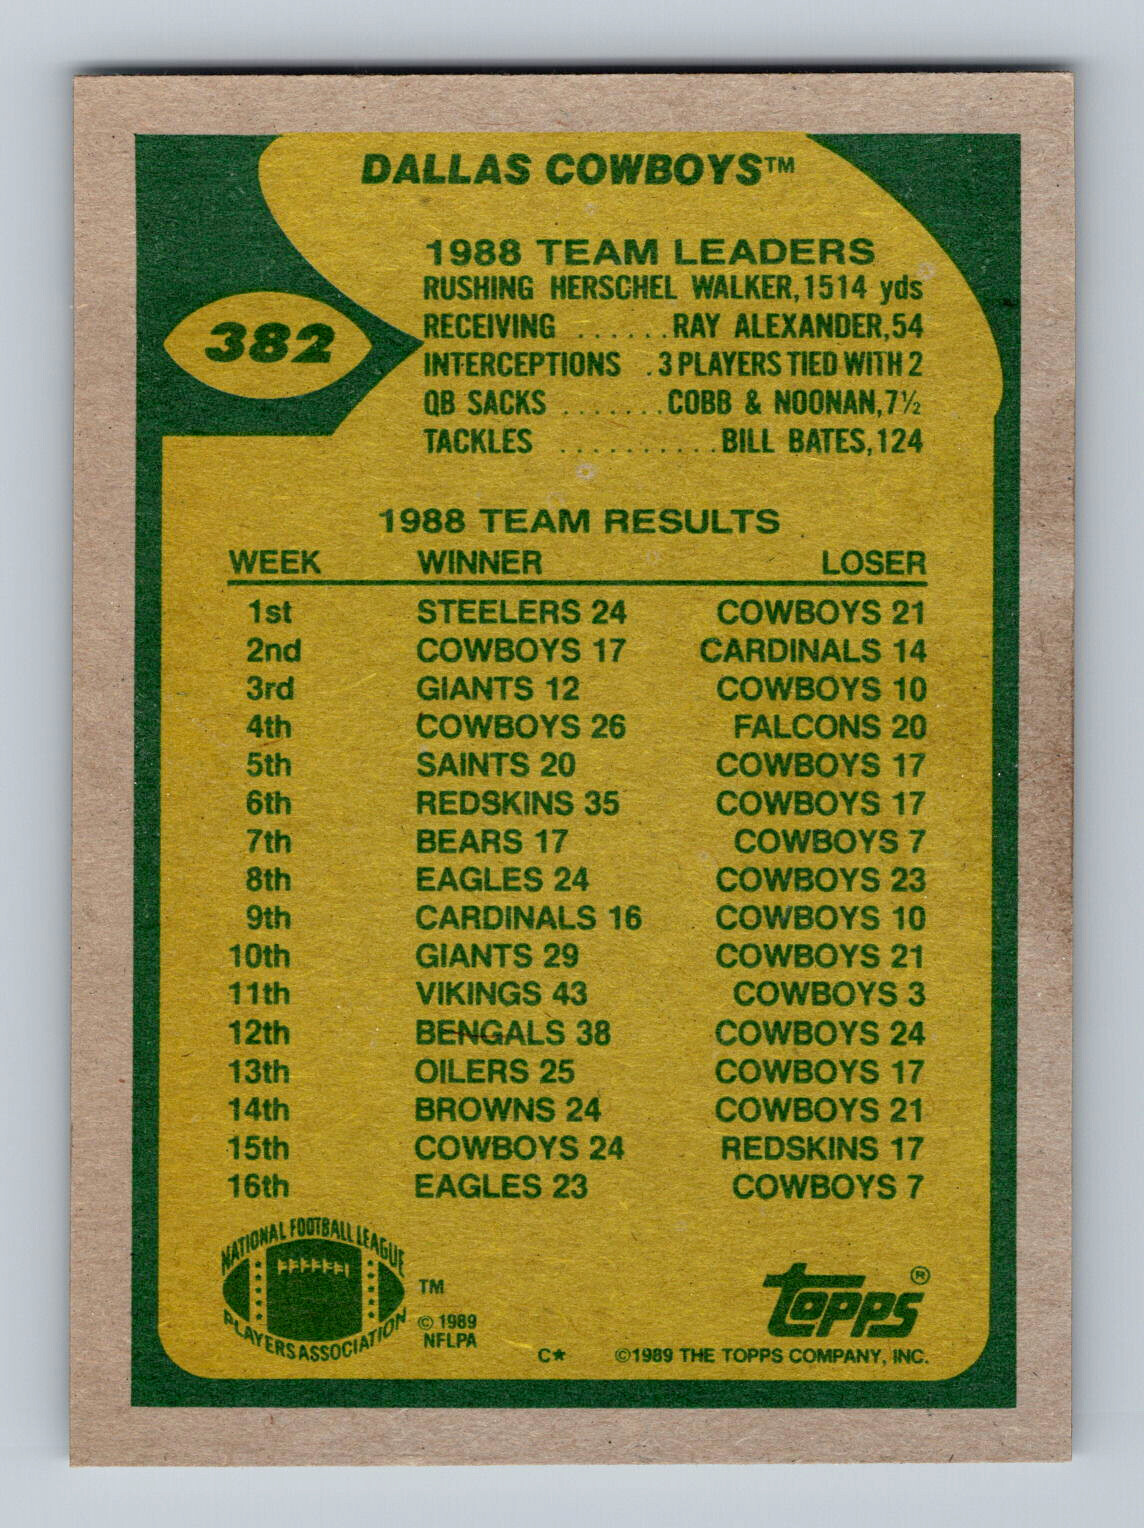 DALLAS COWBOYS™
1988 TEAM LEADERS
RUSHING HERSCHEL WALKER, 1514 yds
382
RECEIVING ......RAY ALEXANDER, 54
INTERCEPTIONS .3 PLAYERS TIED WITH 2
QB SACKS .......COBB & NOONAN, 7½
TACKLES ..........BILL BATES, 124
1988 TEAM RESULTS
WEEK WINNER LOSER
1st STEELERS 24 COWBOYS 21
2nd COWBOYS 17 CARDINALS 14
3rd GIANTS 12 COWBOYS 10
4th COWBOYS 26 FALCONS 20
5th SAINTS 20 COWBOYS 17
6th REDSKINS 35 COWBOYS 17
7th BEARS 17 COWBOYS 7
8th EAGLES 24 COWBOYS 23
9th CARDINALS 16 COWBOYS 10
10th GIANTS 29 COWBOYS 21
11th VIKINGS 43 COWBOYS 3
12th BENGALS 38 COWBOYS 24
13th OILERS 25 COWBOYS 17
14th BROWNS 24 COWBOYS 21
15th COWBOYS 24 REDSKINS 17
16th EAGLES 23 COWBOYS 7
NATIONAL FOOTBALL LEAGUE
PLAYERS ASSOCIATION
™
© 1989
NFLPA
topps®
C★ ©1989 THE TOPPS COMPANY, INC.